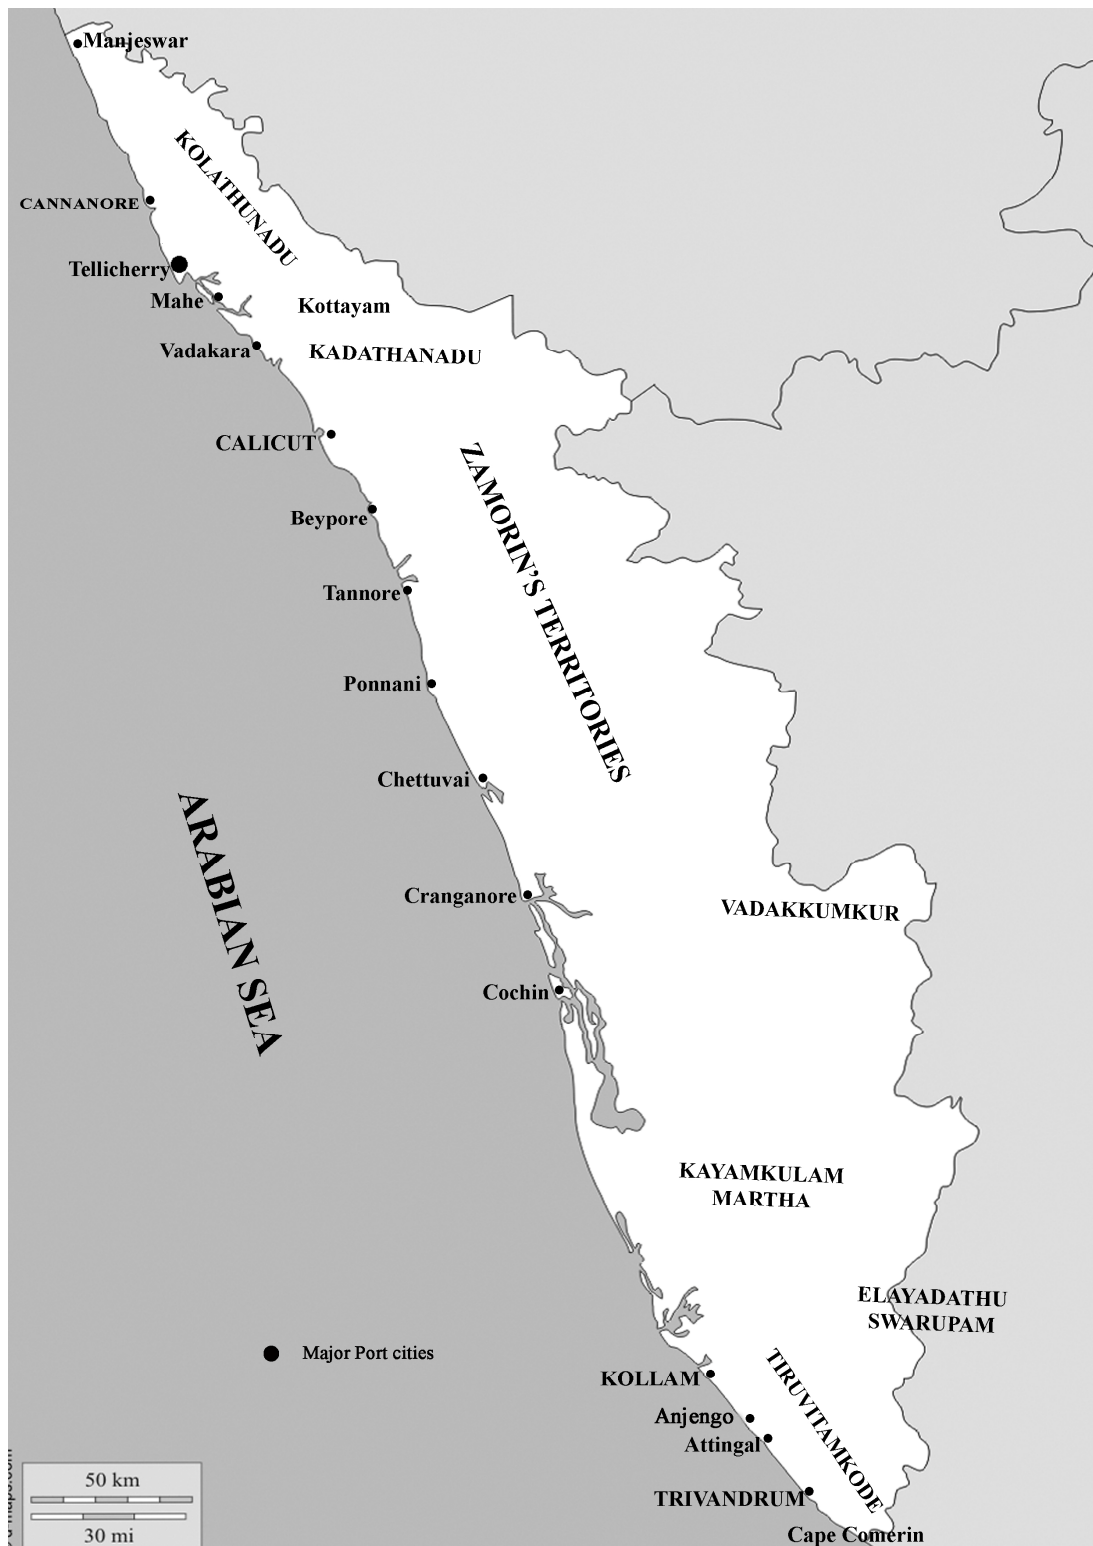 Manjeswar
KOLATHUNADU
CANNANORE
Tellicherry
Mahe
Kottayam
Vadakara
KADATHANADU
CALICUT
ZAMORIN'S TERRITORIES
Beypore
Tannore
Ponnani
Chettuvai
ARABIAN SEA
Cranganore
VADAKKUMKUR
Cochin
KAYAMKULAM
MARTHA
ELAYADATHU
SWARUPAM
Major Port cities
TIRUVITAMKODE
KOLLAM
Anjengo
Attingal
TRIVANDRUM
Cape Comerin
50 km
30 mi